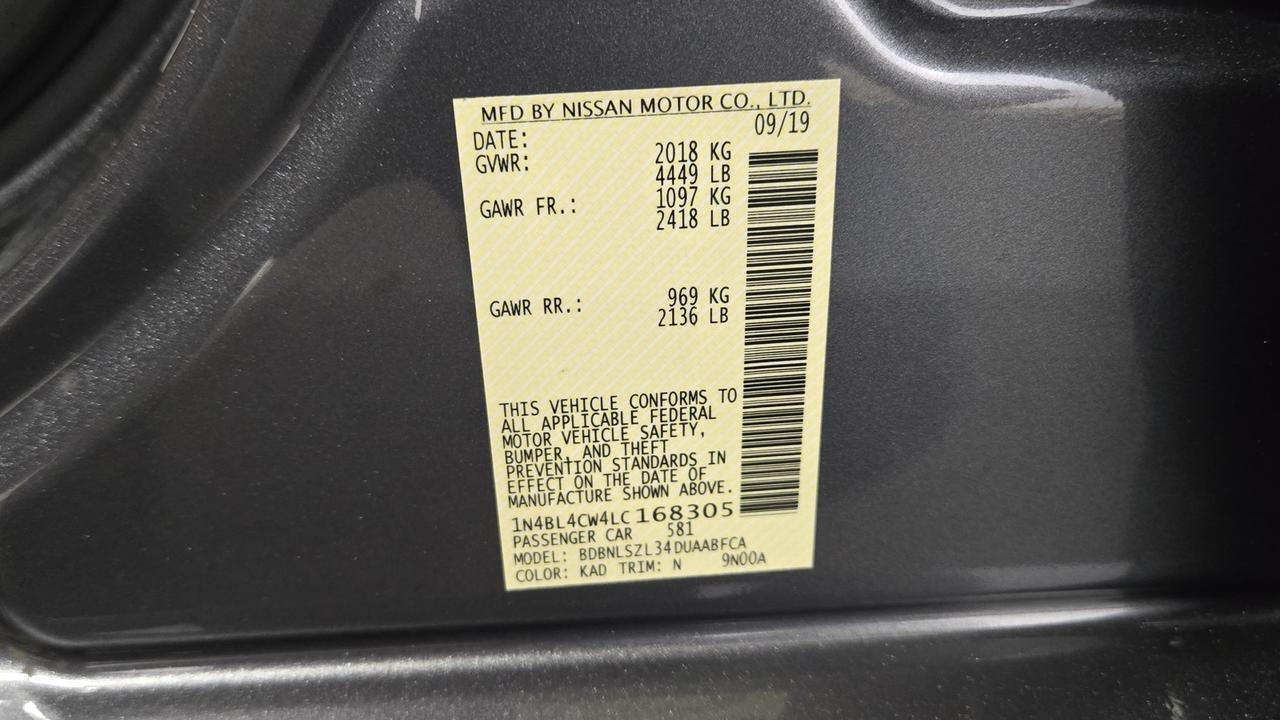 MFD BY NISSAN MOTOR CO., LTD.
DATE: 09/19
GVWR: 2018 KG
4449 LB
GAWR FR.: 1097 KG
2418 LB
GAWR RR.: 969 KG
2136 LB
THIS VEHICLE CONFORMS TO
ALL APPLICABLE FEDERAL
MOTOR VEHICLE SAFETY,
BUMPER, AND THEFT
PREVENTION STANDARDS IN
EFFECT ON THE DATE OF
MANUFACTURE SHOWN ABOVE.
1N4BL4CW4LC168305
PASSENGER CAR 581
MODEL: BDBNLSZL34DUAABFCA
COLOR: KAD TRIM: N 9N00A